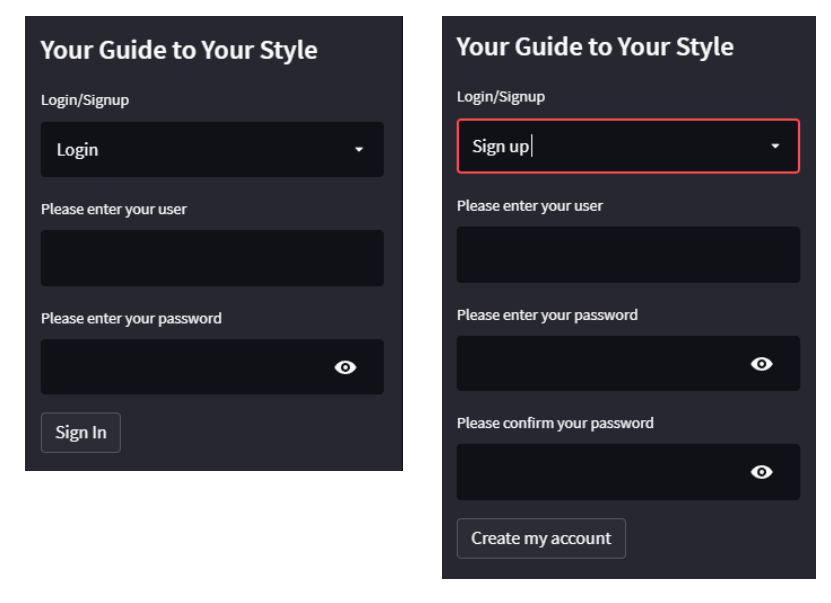 Your Guide to Your Style
Login/Signup
Login
Please enter your user
Please enter your password
Sign In
Your Guide to Your Style
Login/Signup
Sign up
Please enter your user
Please enter your password
Please confirm your password
Create my account